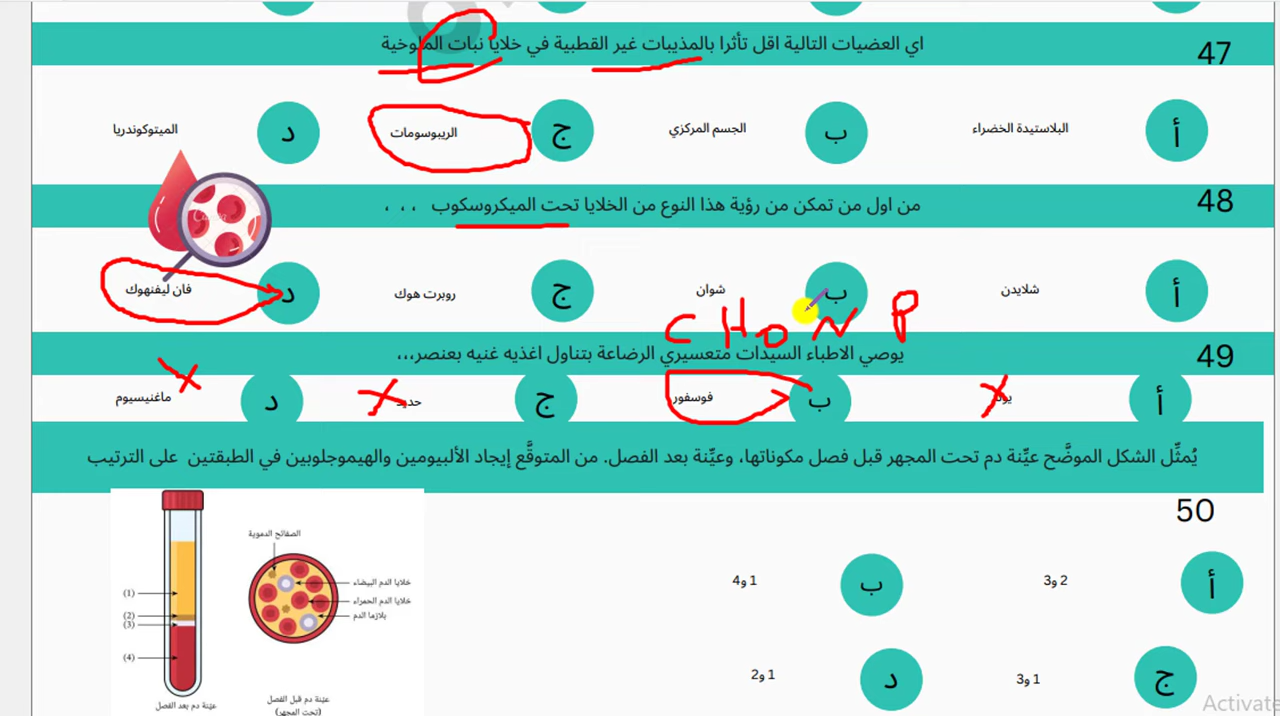 47
اي العضيات التالية اقل تأثرا بالمذيبات غير القطبية في خلايا نبات الملوخية
أ البلاستيدة الخضراء ب الجسم المركزي ج الريبوسومات د الميتوكوندريا
48
من اول من تمكن من رؤية هذا النوع من الخلايا تحت الميكروسكوب ، ، ،
أ شلايدن ب شوان ج روبرت هوك د فان ليفنهوك
C H O N P
49
يوصي الاطباء السيدات متعسيري الرضاعة بتناول اغذيه غنيه بعنصر،،،
أ ب فوسفور ج حديد د ماغنيسيوم
يُمثِّل الشكل الموضَّح عيِّنة دم تحت المجهر قبل فصل مكوناتها، وعيِّنة بعد الفصل. من المتوقَّع إيجاد الألبيومين والهيموجلوبين في الطبقتين على الترتيب
50
أ 2 و3 ب 1 و4
ج 1 و3 د 1 و2
الصفائح الدموية
خلايا الدم البيضاء
خلايا الدم الحمراء
بلازما الدم
(1)
(2)
(3)
(4)
عيِّنة دم قبل الفصل
(تحت المجهر)
عيِّنة دم بعد الفصل
Activate